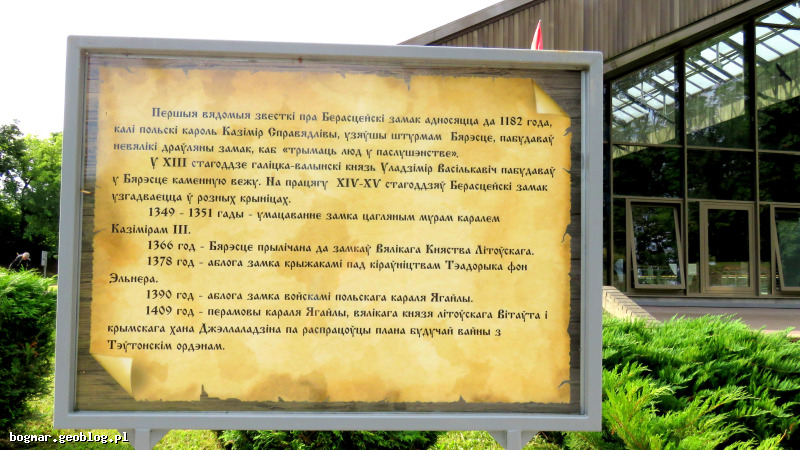 Першыя вядомыя звесткі пра Берасцейскі замак адносяцца да 1182 года,
калі польскі кароль Казімір Справядлівы, узяўшы штурмам Бярэсце, пабудаваў
невялікі драўляны замак, каб «трымаць люд у паслушэнстве».
У XIII стагоддзе галіцка-валынскі князь Уладзімір Васількавіч пабудаваў
у Бярэсце каменную вежу. На працягу XIV-XV стагоддзяў Берасцейскі замак
узгадваецца ў розных крыніцах.
1349 - 1351 гады - умацаванне замка цагляным мурам каралем
Казімірам III.
1366 год - Бярэсце прылічана да замкаў Вялікага Княства Літоўскага.
1378 год - аблога замка крыжакамі пад кіраўніцтвам Тэадорыка фон
Эльнера.
1390 год - аблога замка войскамі польскага караля Ягайлы.
1409 год - перамовы караля Ягайлы, вялікага князя літоўскага Вітаўта і
крымскага хана Джэллаладзіна па распрацоўцы плана будучай вайны з
Тэўтонскім ордэнам.
bogmar.geoblog.pl